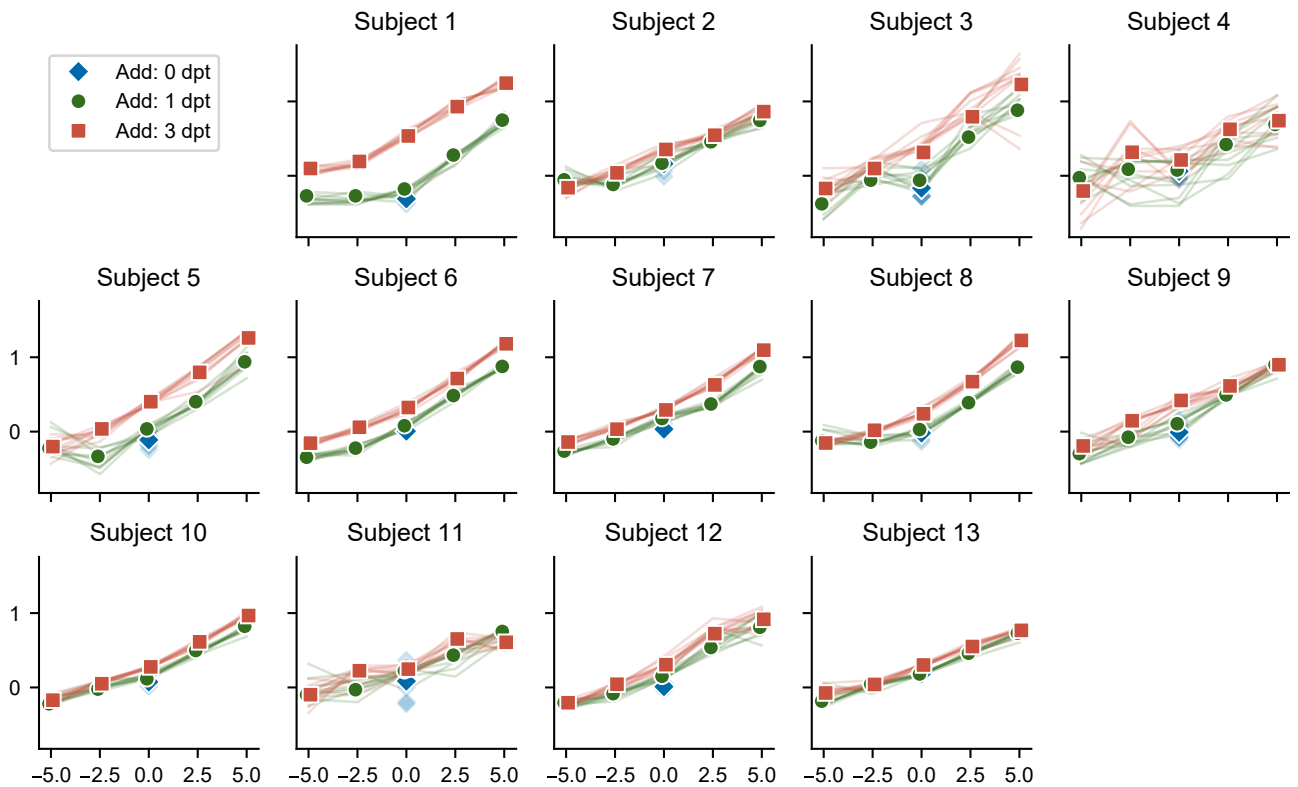 Subject 1
Subject 2
Subject 3
Subject 4
Add: 0 dpt
Add: 1 dpt
Add: 3 dpt
Subject 5
Subject 6
Subject 7
Subject 8
Subject 9
1
0
Subject 10
Subject 11
Subject 12
Subject 13
1
0
−5.0 −2.5 0.0 2.5 5.0
−5.0 −2.5 0.0 2.5 5.0
−5.0 −2.5 0.0 2.5 5.0
−5.0 −2.5 0.0 2.5 5.0